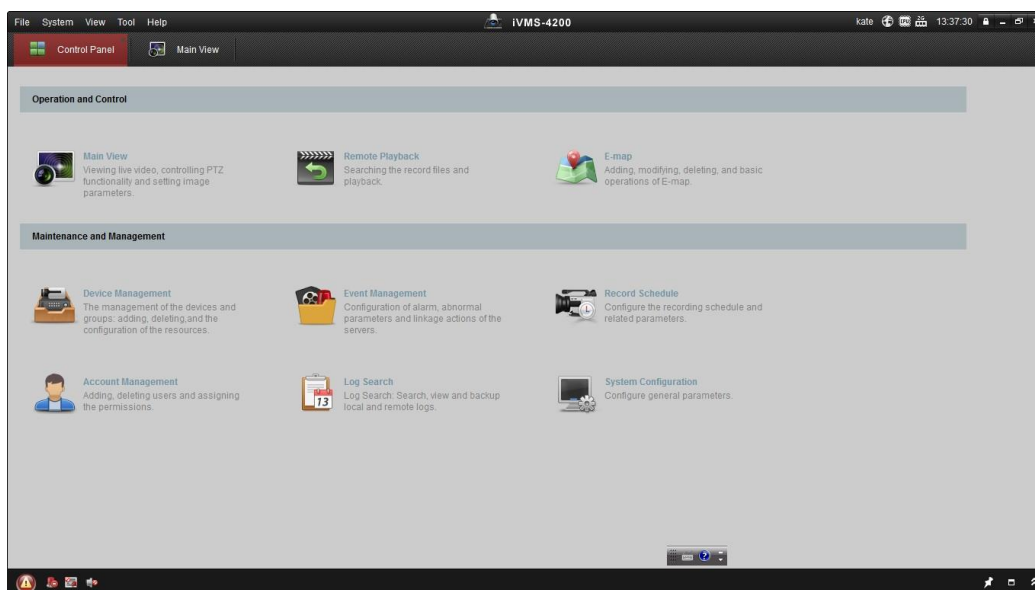 File System View Tool Help
iVMS-4200
kate 13:37:30
Control Panel Main View
Operation and Control
Main View
Viewing live video, controlling PTZ
functionality and setting image
parameters.
Remote Playback
Searching the record files and
playback.
E-map
Adding, modifying, deleting, and basic
operations of E-map.
Maintenance and Management
Device Management
The management of the devices and
groups: adding, deleting,and the
configuration of the resources.
Event Management
Configuration of alarm, abnormal
parameters and linkage actions of the
servers.
Record Schedule
Configure the recording schedule and
related parameters.
Account Management
Adding, deleting users and assigning
the permissions.
13
Log Search
Log Search: Search, view and backup
local and remote logs.
System Configuration
Configure general parameters.